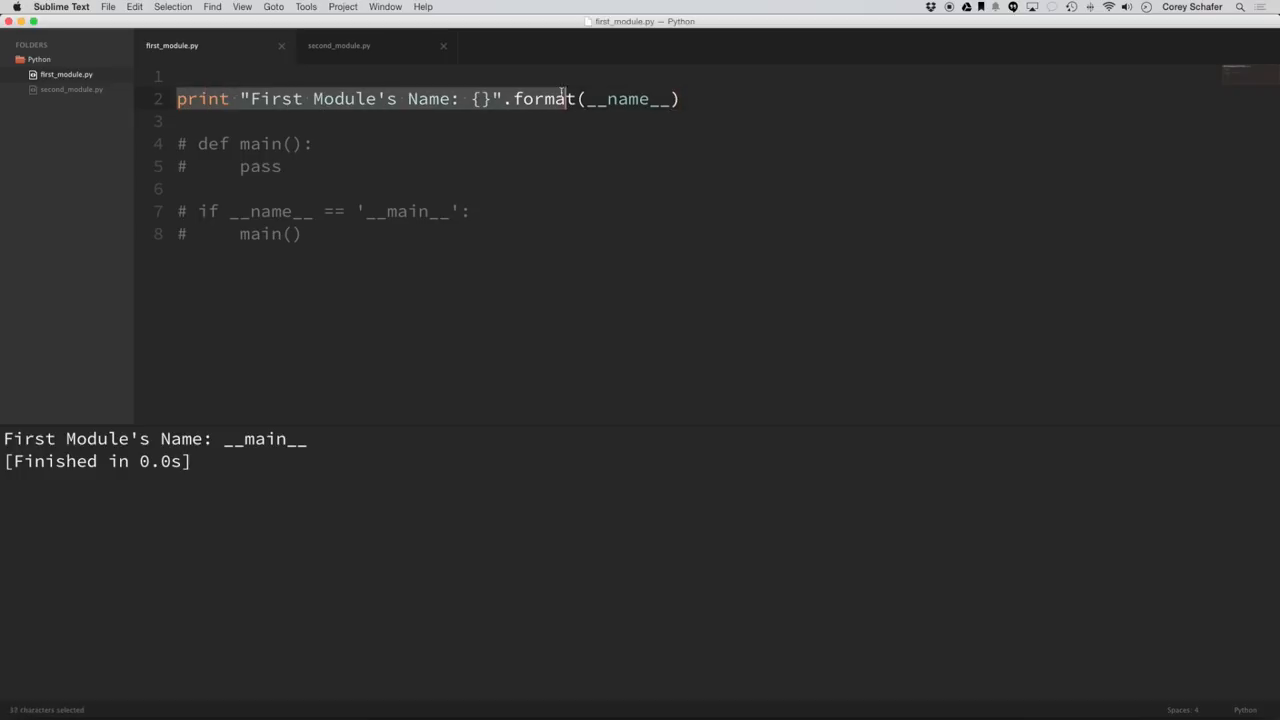 Sublime Text File Edit Selection Find View Goto Tools Project Window Help Corey Schafer
first_module.py — Python
FOLDERS
Python
first_module.py
second_module.py
first_module.py second_module.py
1
2 print "First Module's Name: {}".format(__name__)
3
4 # def main():
5 #     pass
6
7 # if __name__ == '__main__':
8 #     main()
First Module's Name: __main__
[Finished in 0.0s]
32 characters selected Spaces: 4 Python